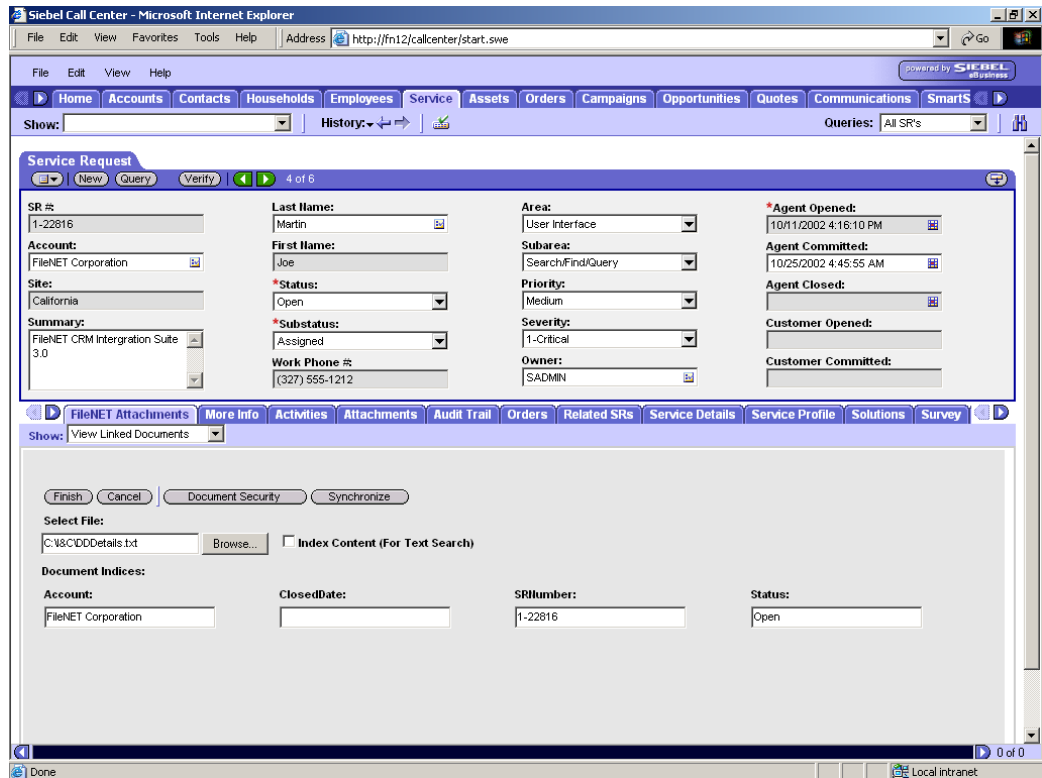 Siebel Call Center - Microsoft Internet Explorer
File Edit View Favorites Tools Help Address http://fn12/callcenter/start.swe Go
File Edit View Help powered by SIEBEL eBusiness
Home Accounts Contacts Households Employees Service Assets Orders Campaigns Opportunities Quotes Communications SmartS
Show: History: Queries: All SR's
Service Request
New Query Verify 4 of 6
SR #: Last Name: Area: *Agent Opened:
1-22816 Martin User Interface 10/11/2002 4:16:10 PM
Account: First Name: Subarea: Agent Committed:
FileNET Corporation Joe Search/Find/Query 10/25/2002 4:45:55 AM
Site: *Status: Priority: Agent Closed:
California Open Medium
Summary: *Substatus: Severity: Customer Opened:
FileNET CRM Intergration Suite Assigned 1-Critical
3.0
Work Phone #: Owner: Customer Committed:
(327) 555-1212 SADMIN
FileNET Attachments More Info Activities Attachments Audit Trail Orders Related SRs Service Details Service Profile Solutions Survey
Show: View Linked Documents
Finish Cancel Document Security Synchronize
Select File:
C:\I&C\DDDetails.txt Browse... Index Content (For Text Search)
Document Indices:
Account: ClosedDate: SRNumber: Status:
FileNET Corporation 1-22816 Open
0 of 0
Done Local intranet